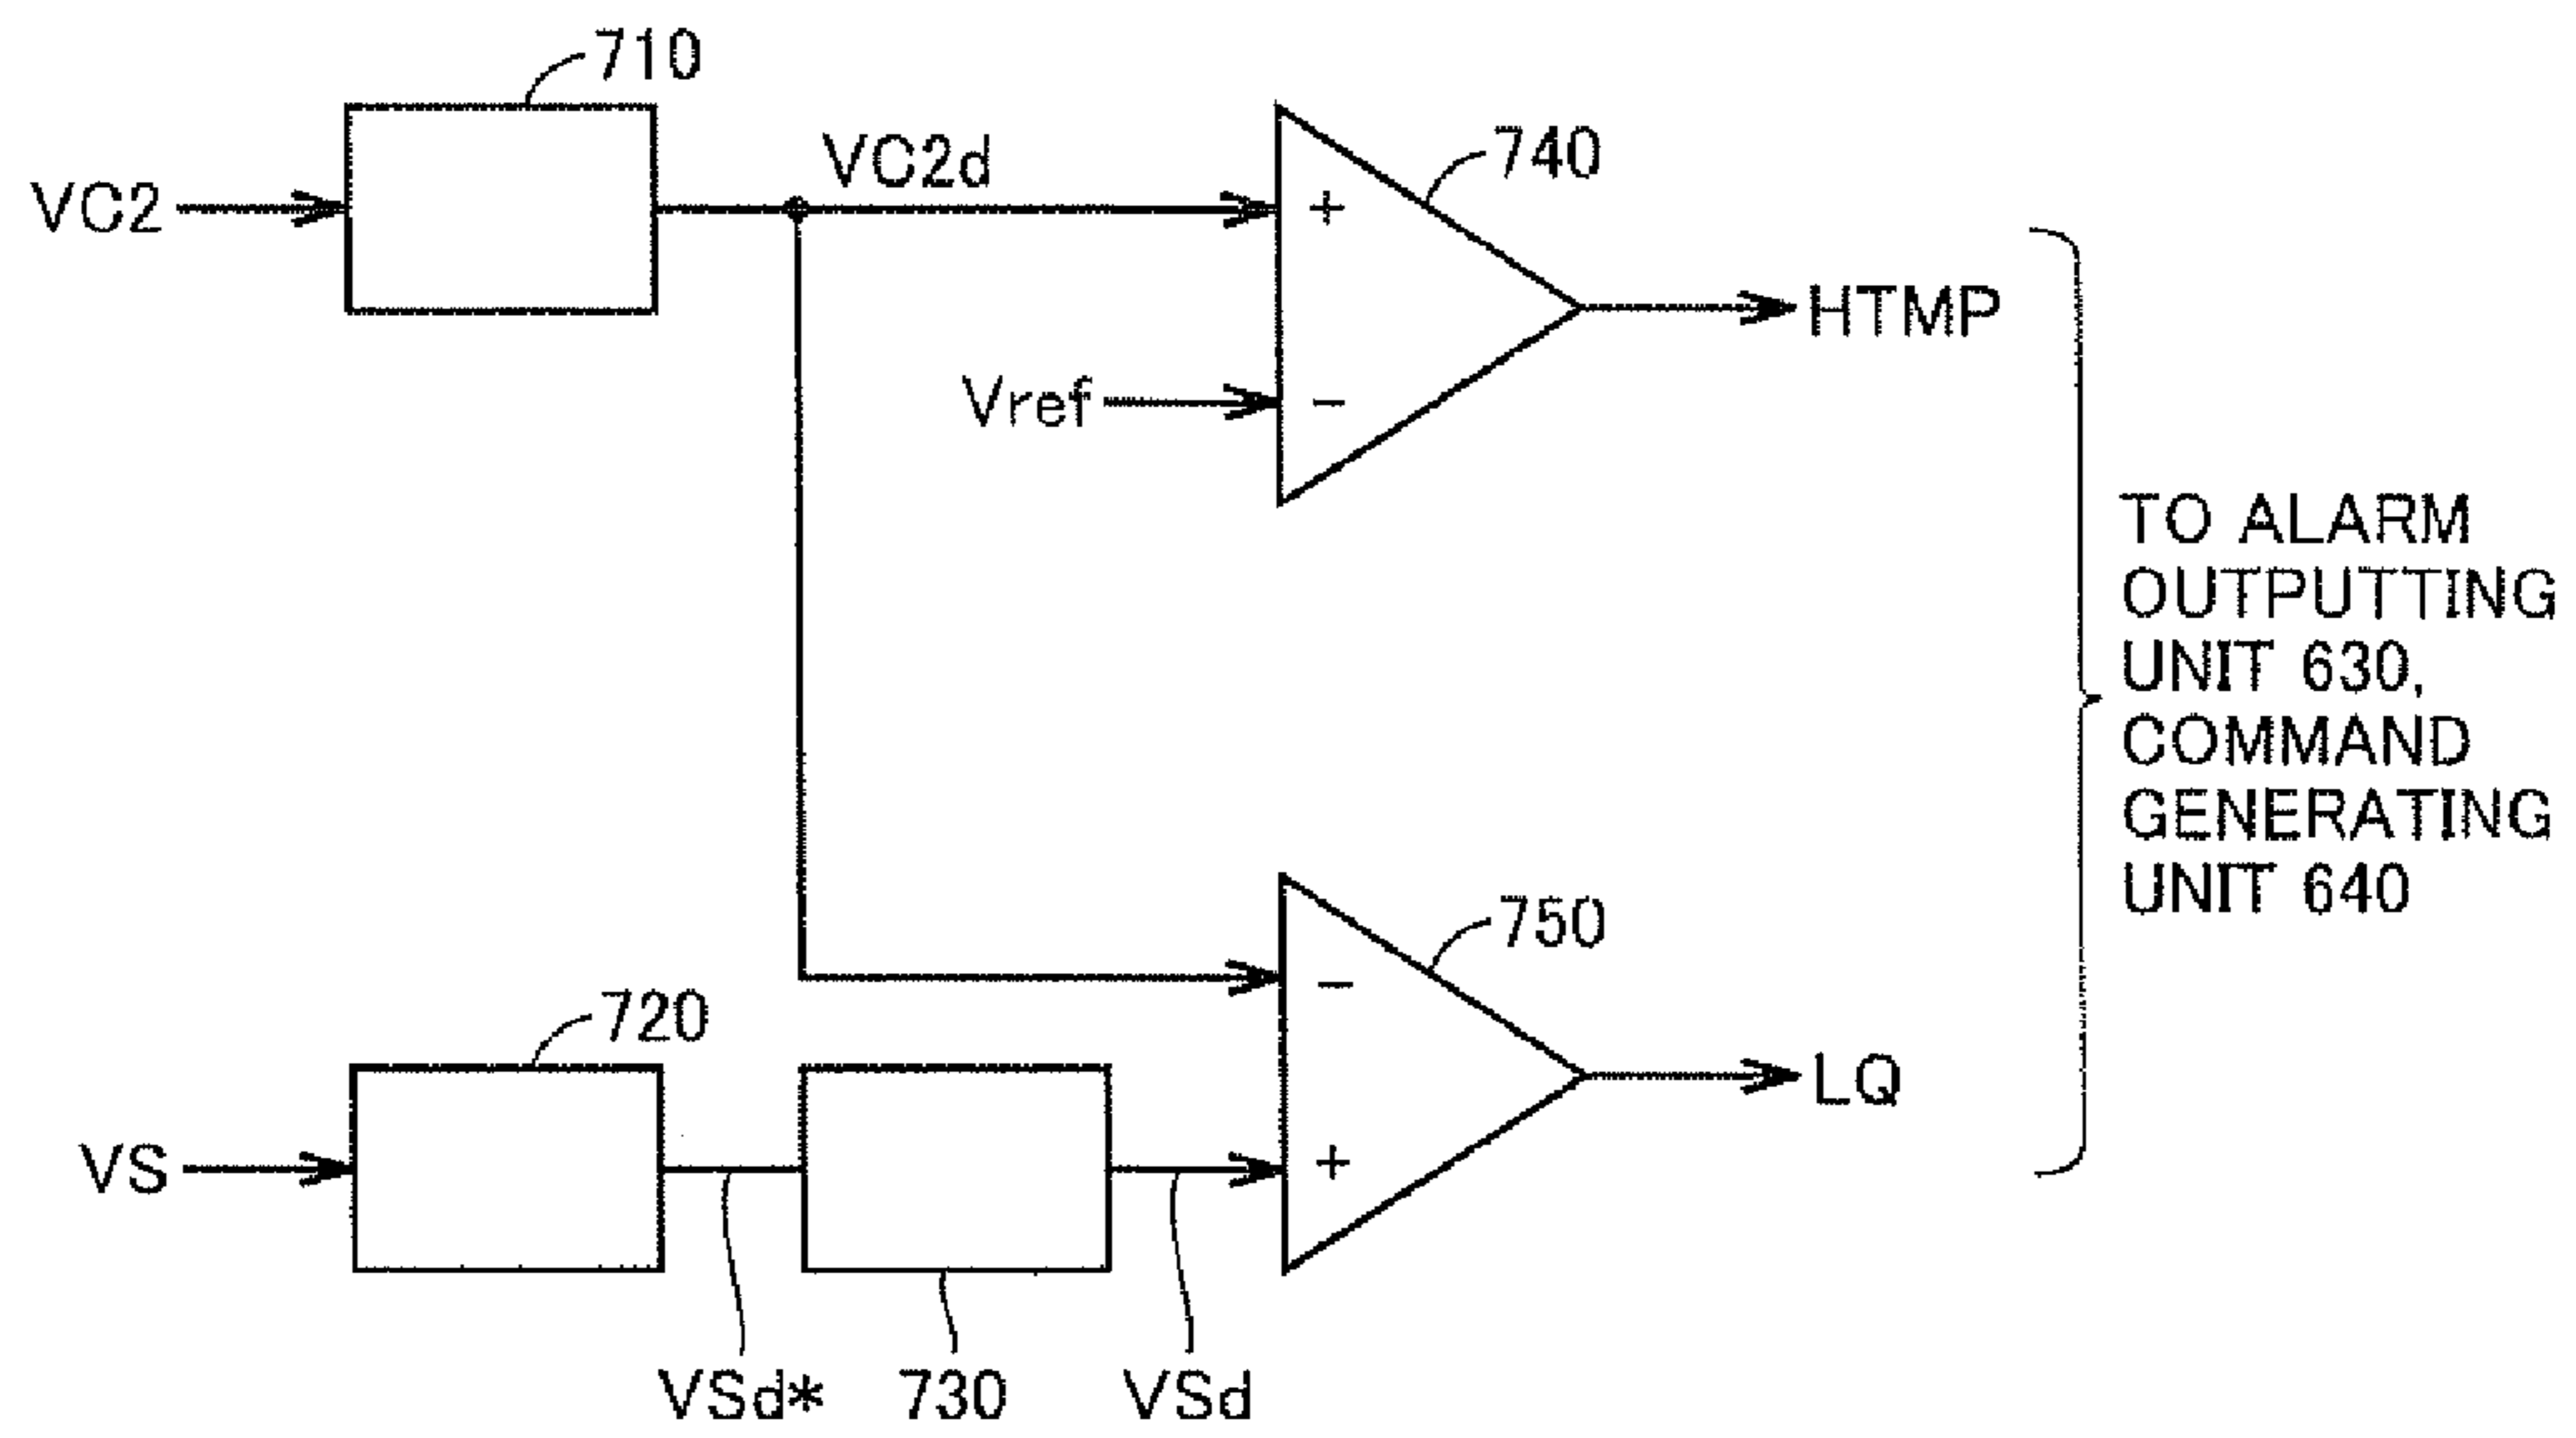 710
VC2
VC2d
740
+
Vref
−
HTMP
TO ALARM
OUTPUTTING
UNIT 630,
COMMAND
GENERATING
UNIT 640
720
750
−
VS
+
LQ
VSd*
730
VSd